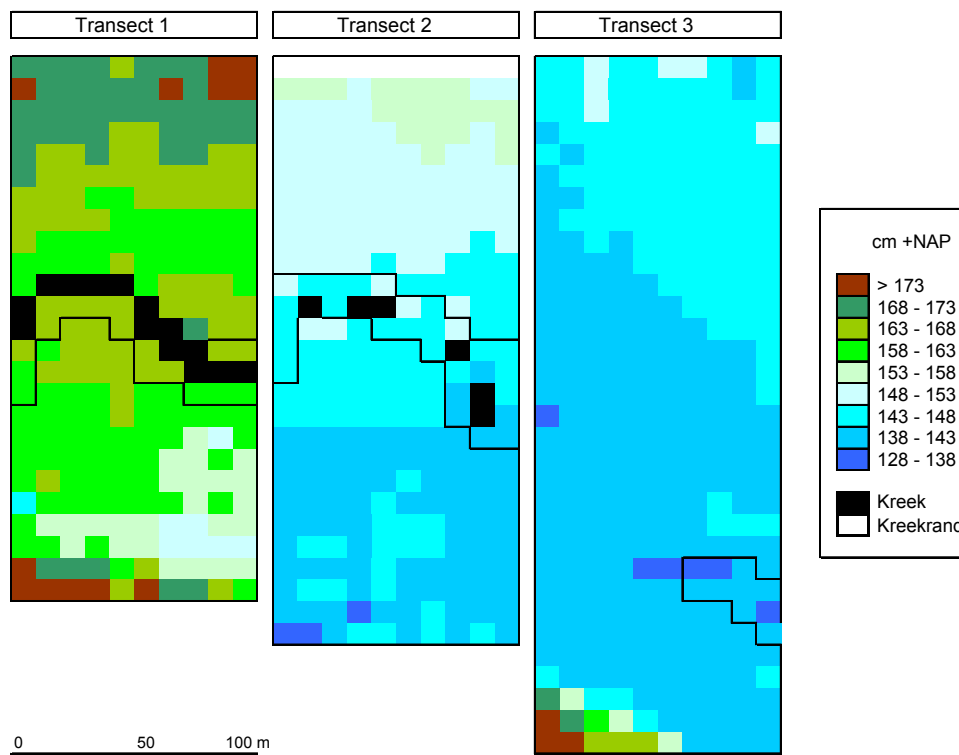 Transect 1
Transect 2
Transect 3
cm +NAP
> 173
168 - 173
163 - 168
158 - 163
153 - 158
148 - 153
143 - 148
138 - 143
128 - 138
Kreek
Kreekrand
0 50 100 m